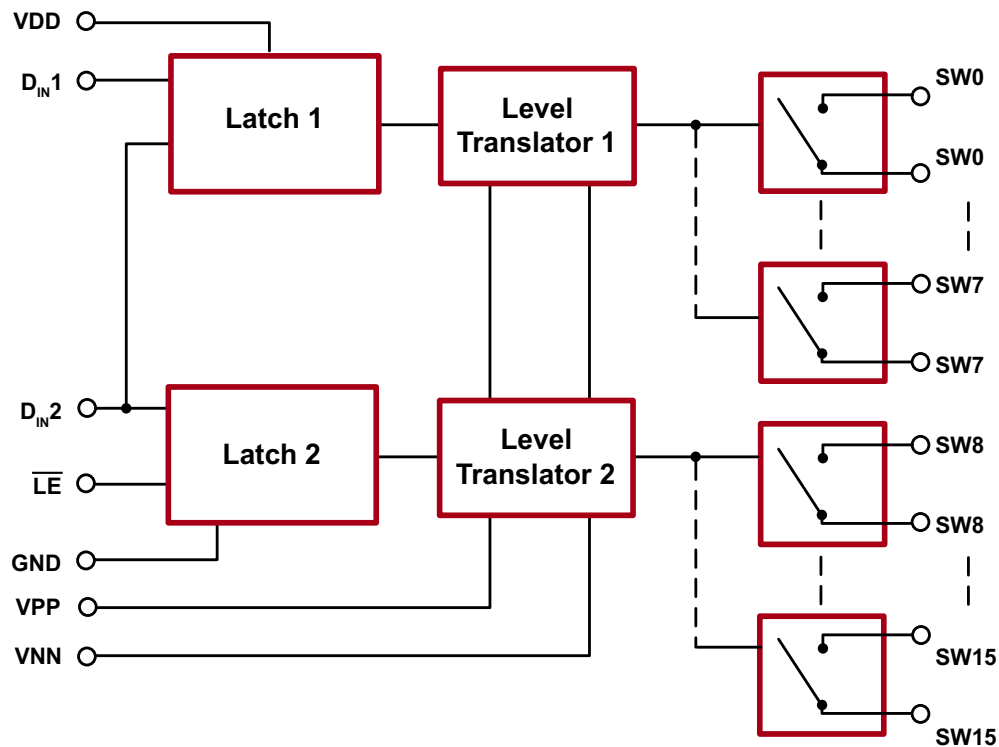 VDD
DIN1
Latch 1
Level
Translator 1
SW0
SW0
SW7
SW7
DIN2
Latch 2
Level
Translator 2
SW8
SW8
LE
GND
VPP
VNN
SW15
SW15